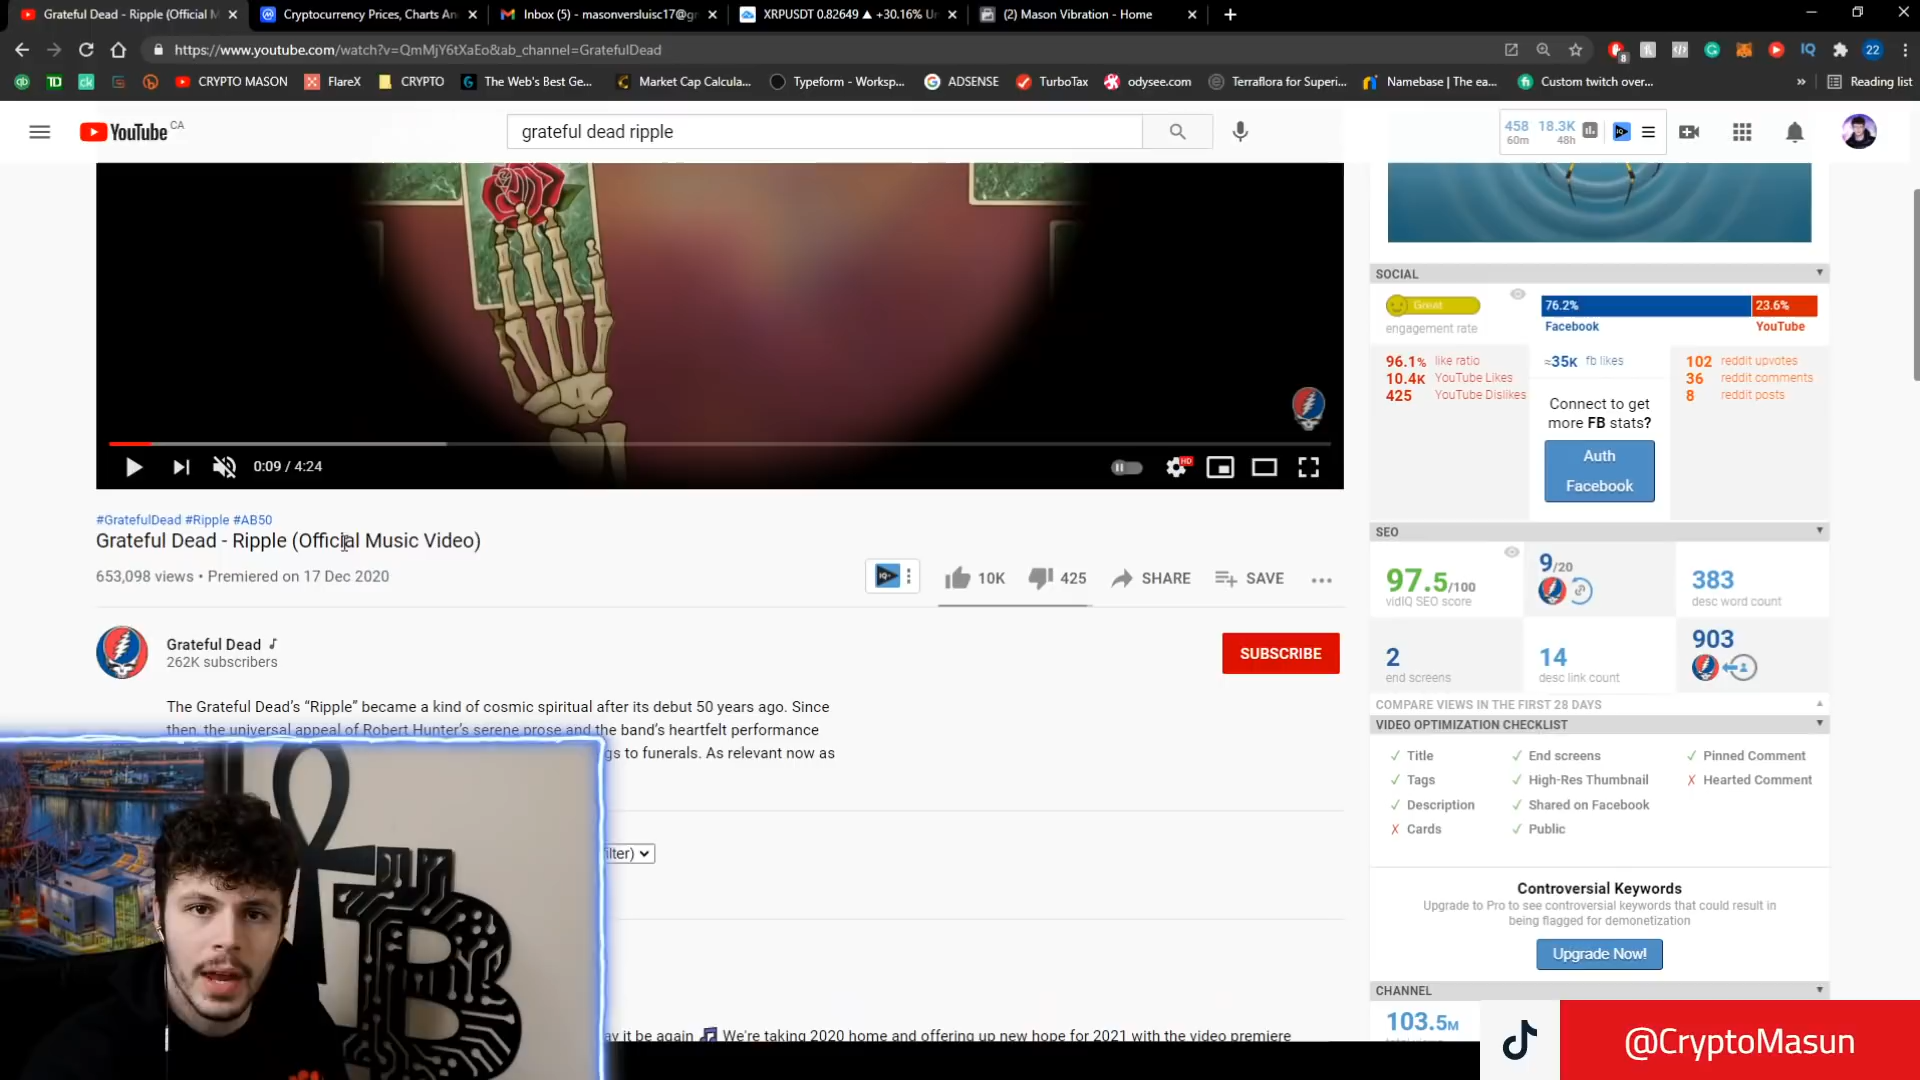 Grateful Dead - Ripple (Official M
Cryptocurrency Prices, Charts An
Inbox (5) - masonversluisc17@g
XRPUSDT 0.82649 ▲ +30.16% Un
(2) Mason Vibration - Home
https://www.youtube.com/watch?v=QmMjY6tXaEo&ab_channel=GratefulDead
8
IQ
22
TD
ck
CRYPTO MASON
FlareX
CRYPTO
The Web's Best Ge...
Market Cap Calcula...
Typeform - Worksp...
ADSENSE
TurboTax
odysee.com
Terraflora for Superi...
Namebase | The ea...
Custom twitch over...
»
Reading list
YouTube CA
grateful dead ripple
458 18.3K
60m 48h
0:09 / 4:24
HD
#GratefulDead #Ripple #AB50
Grateful Dead - Ripple (Official Music Video)
653,098 views • Premiered on 17 Dec 2020
IQ
10K
425
SHARE
SAVE
Grateful Dead
262K subscribers
SUBSCRIBE
The Grateful Dead's "Ripple" became a kind of cosmic spiritual after its debut 50 years ago. Since
then, the universal appeal of Robert Hunter's serene prose and the band's heartfelt performance
gs to funerals. As relevant now as
ilter)
ay it be again 🎵 We're taking 2020 home and offering up new hope for 2021 with the video premiere
SOCIAL
Great
engagement rate
76.2% 23.6%
Facebook YouTube
96.1% like ratio
10.4K YouTube Likes
425 YouTube Dislikes
≈35K fb likes
Connect to get
more FB stats?
Auth
Facebook
102 reddit upvotes
36 reddit comments
8 reddit posts
SEO
97.5/100
vidIQ SEO score
9/20
383
desc word count
2
end screens
14
desc link count
903
COMPARE VIEWS IN THE FIRST 28 DAYS
VIDEO OPTIMIZATION CHECKLIST
✓ Title
✓ End screens
✓ Pinned Comment
✓ Tags
✓ High-Res Thumbnail
✗ Hearted Comment
✓ Description
✓ Shared on Facebook
✗ Cards
✓ Public
Controversial Keywords
Upgrade to Pro to see controversial keywords that could result in
being flagged for demonetization
Upgrade Now!
CHANNEL
103.5M
@CryptoMasun